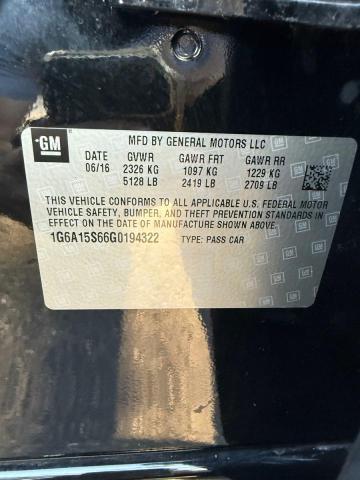 GM
MFD BY GENERAL MOTORS LLC
DATE GVWR GAWR FRT GAWR RR
06/16 2326 KG 1097 KG 1229 KG
5128 LB 2419 LB 2709 LB
THIS VEHICLE CONFORMS TO ALL APPLICABLE U.S. FEDERAL MOTOR
VEHICLE SAFETY, BUMPER, AND THEFT PREVENTION STANDARDS IN
EFFECT ON THE DATE OF MANUFACTURE SHOWN ABOVE.
1G6A15S66G0194322 TYPE: PASS CAR